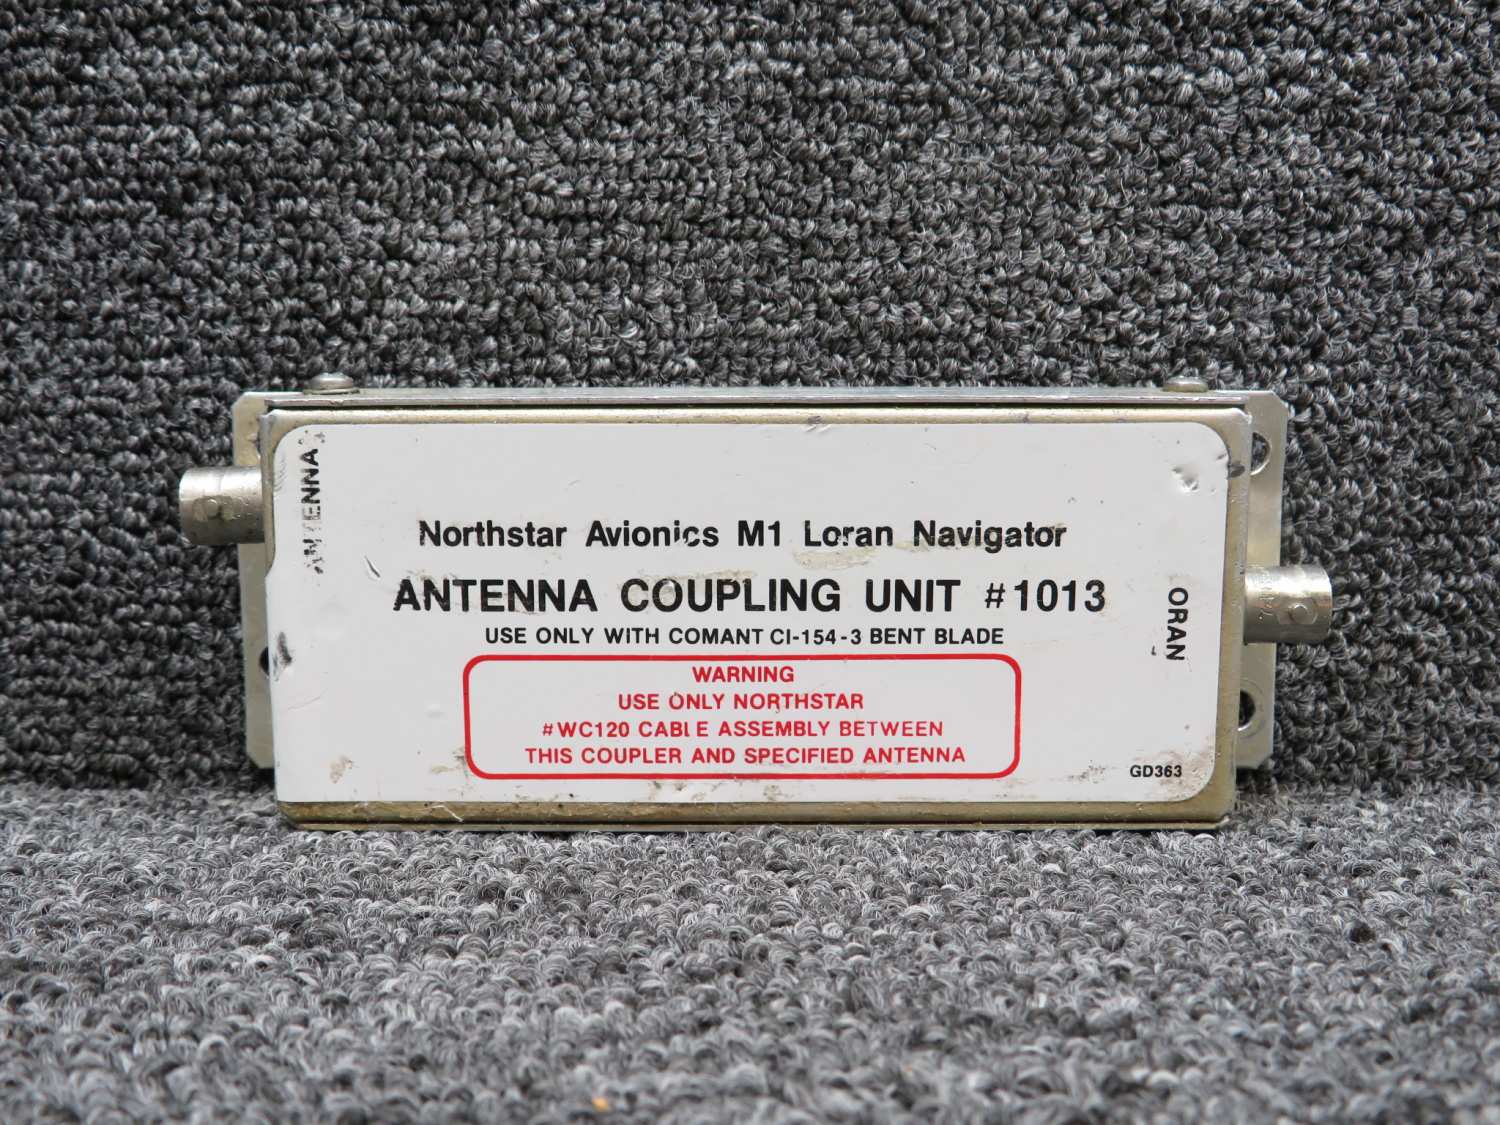 ANTENNA
Northstar Avionics M1 Loran Navigator
ANTENNA COUPLING UNIT #1013
USE ONLY WITH COMANT CI-154-3 BENT BLADE
WARNING
USE ONLY NORTHSTAR
#WC120 CABLE ASSEMBLY BETWEEN
THIS COUPLER AND SPECIFIED ANTENNA
ORAN
GD363